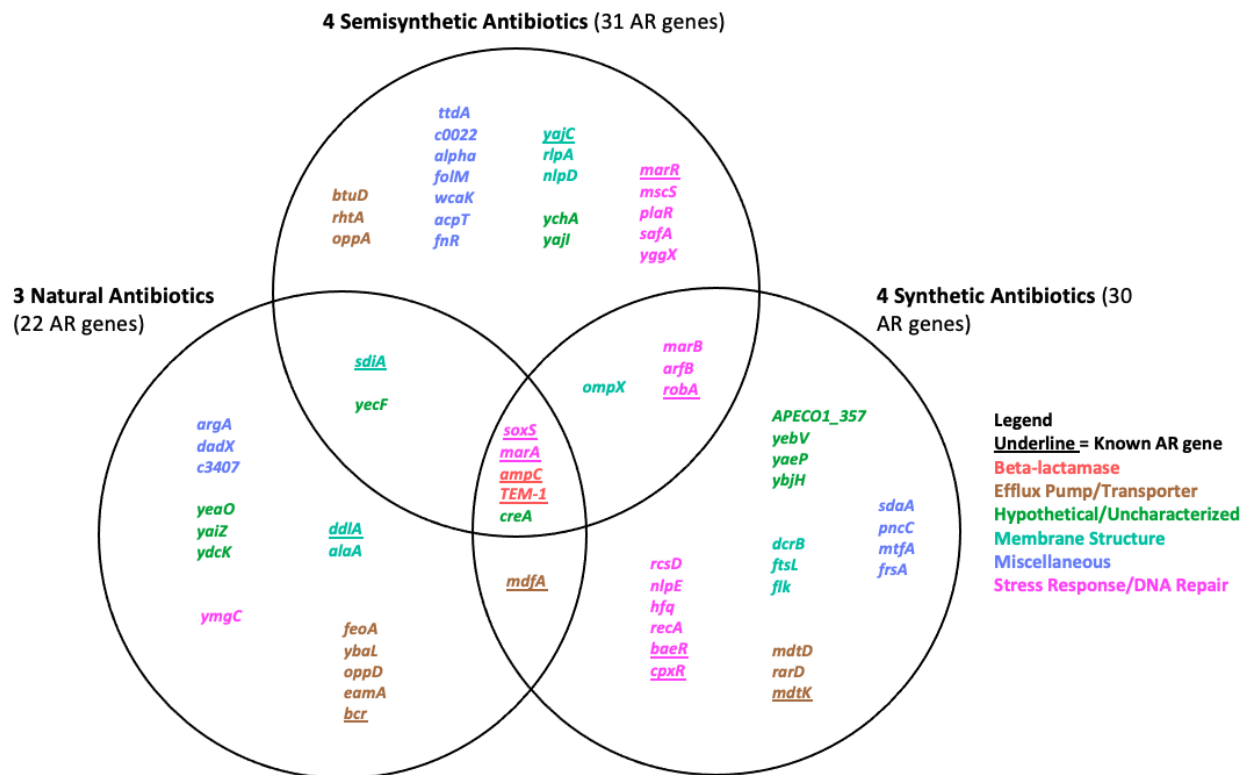 4 Semisynthetic Antibiotics (31 AR genes)
ttdA
c0022
alpha
folM
wcaK
acpT
fnR
yajC
rlpA
nlpD
ychA
yajI
marR
mscS
plaR
safA
yggX
btuD
rhtA
oppA
3 Natural Antibiotics
(22 AR genes)
4 Synthetic Antibiotics (30
AR genes)
sdiA
yecF
ompX
marB
arfB
robA
soxS
marA
ampC
TEM-1
creA
mdfA
argA
dadX
c3407
yeaO
yaiZ
ydcK
ddlA
alaA
ymgC
feoA
ybaL
oppD
eamA
bcr
APECO1_357
yebV
yaeP
ybjH
sdaA
pncC
mtfA
frsA
dcrB
ftsL
flk
rcsD
nlpE
hfq
recA
baeR
cpxR
mdtD
rarD
mdtK
Legend
Underline = Known AR gene
Beta-lactamase
Efflux Pump/Transporter
Hypothetical/Uncharacterized
Membrane Structure
Miscellaneous
Stress Response/DNA Repair